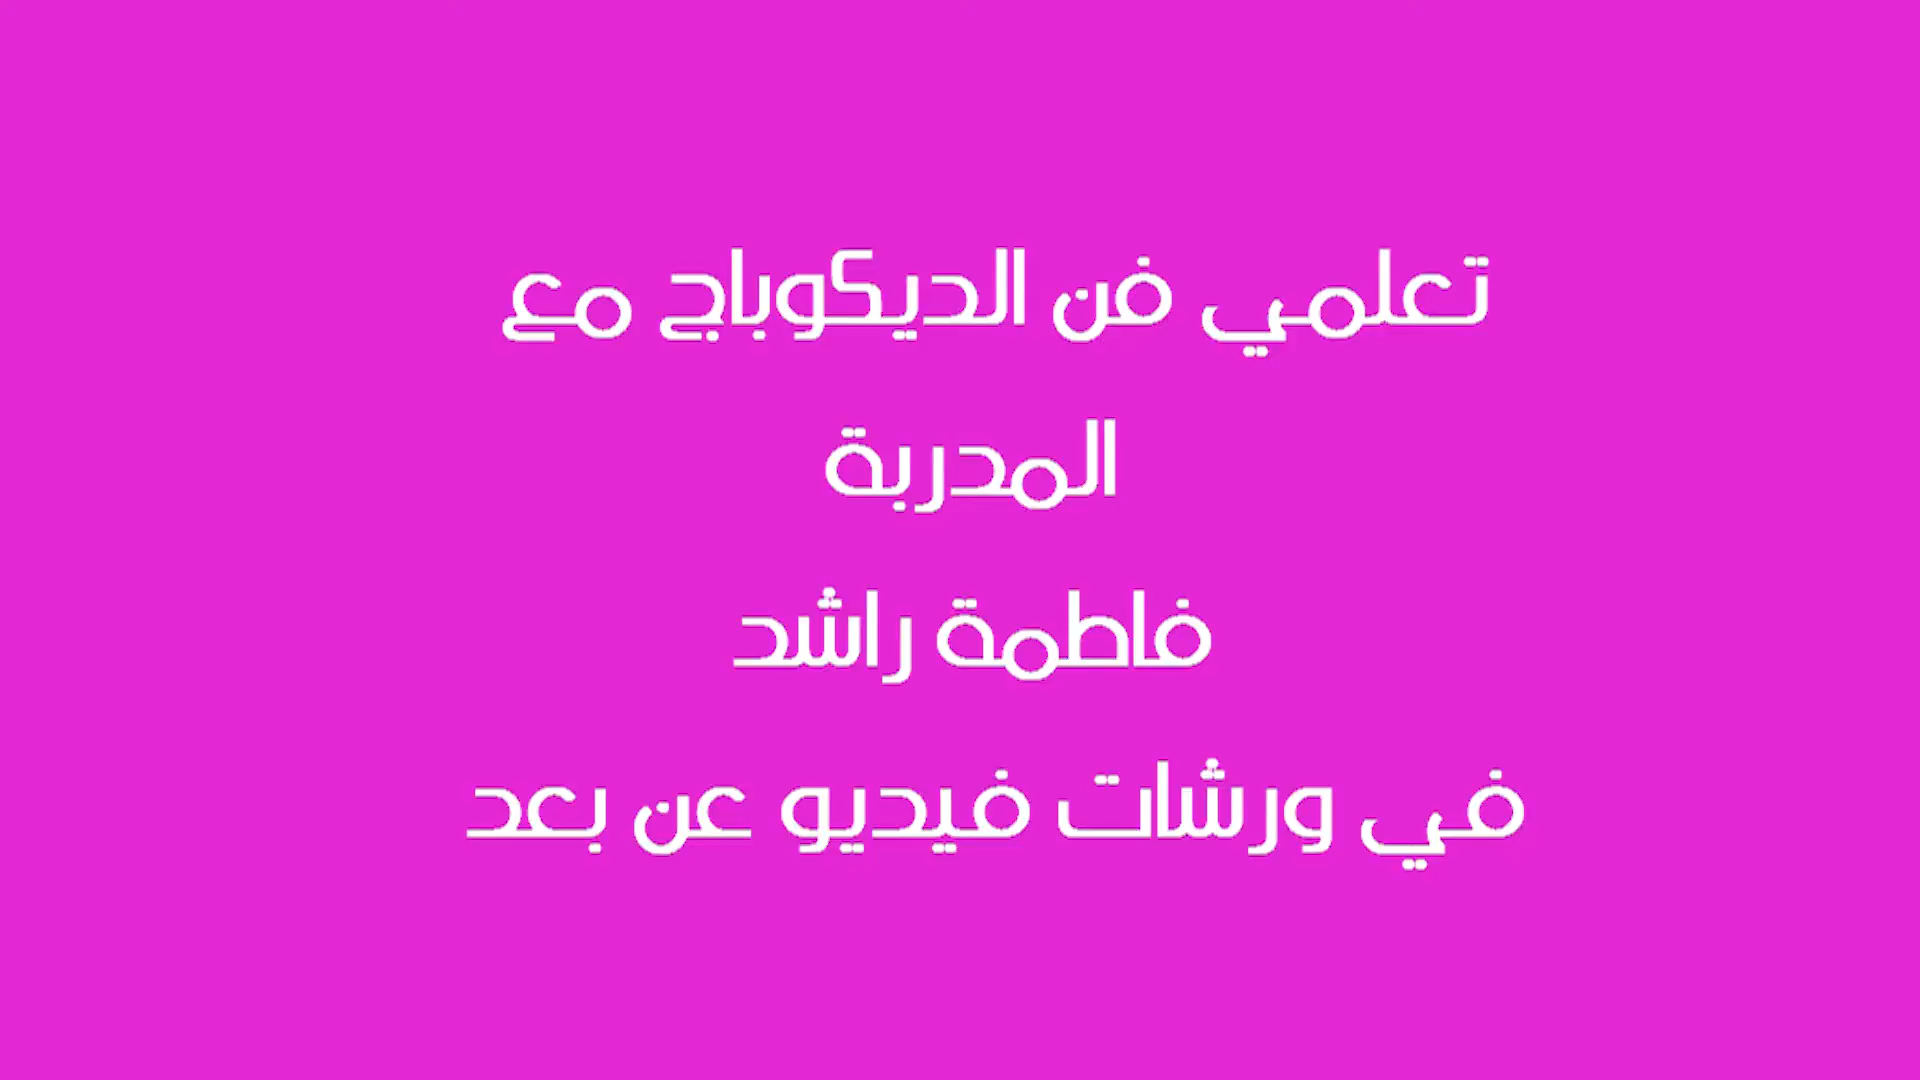 تعلمي فن الديكوباج مع
المدربة
فاطمة راشد
في ورشات فيديو عن بعد